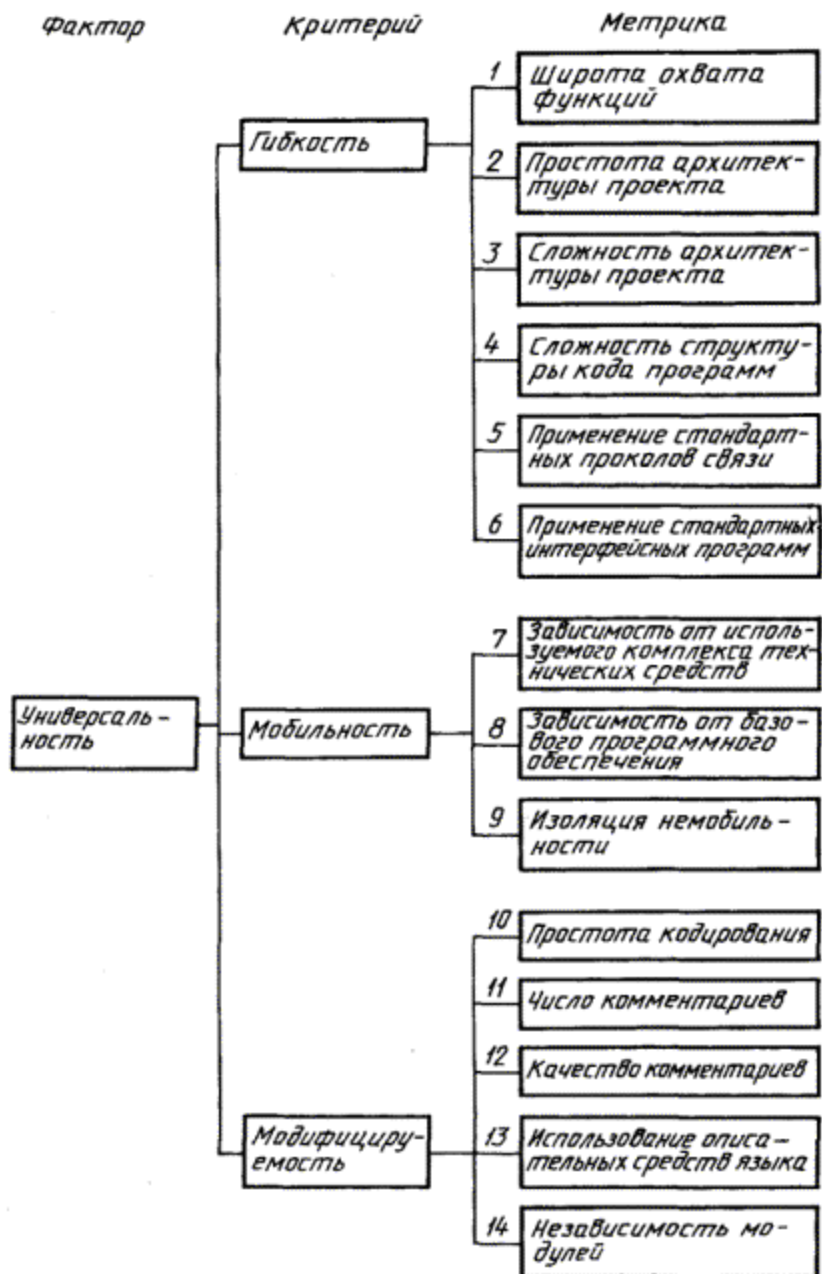 Фактор Критерий Метрика
1 Широта охвата
функций
Гибкость
2 Простота архитек-
туры проекта
3 Сложность архитек-
туры проекта
4 Сложность структу-
ры кода программ
5 Применение стандарт-
ных проколов связи
6 Применение стандартных
интерфейсных программ
7 Зависимость от исполь-
зуемого комплекса тех-
нических средств
Универсаль-
ность
Мобильность
8 Зависимость от базо-
вого программного
обеспечения
9 Изоляция немобиль-
ности
10 Простота кодирования
11 Число комментариев
12 Качество комментариев
Модифициру-
емость
13 Использование описа-
тельных средств языка
14 Независимость мо-
дулей